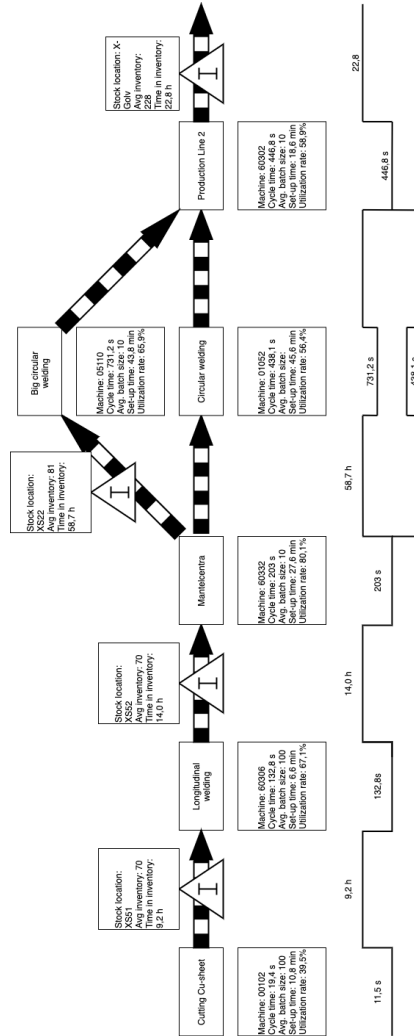 Stock location:
XS51
Avg inventory: 70
Time in inventory:
9,2 h
Stock location:
XS52
Avg inventory: 70
Time in inventory:
14,0 h
Stock location:
XS22
Avg inventory: 81
Time in inventory:
58,7 h
Big circular
welding
Stock location: X-
Golv
Avg inventory:
228
Time in inventory:
22,8 h
Machine: 05110
Cycle time: 731,2 s
Avg. batch size: 10
Set-up time: 43,8 min
Utilization rate: 65,9%
Cutting Cu-sheet
I
Longitudinal
welding
I
Mantelcentra
I
Circular welding
Production Line 2
I
Machine: 00102
Cycle time: 19,4 s
Avg. batch size: 100
Set-up time: 10,8 min
Utilization rate: 39,5%
Machine: 60306
Cycle time: 132,8 s
Avg. batch size: 100
Set-up time: 6,6 min
Utilization rate: 67,1%
Machine: 60332
Cycle time: 203 s
Avg. batch size: 10
Set-up time: 27,6 min
Utilization rate: 80,1%
Machine: 01052
Cycle time: 438,1 s
Avg. batch size:
Set-up time: 45,6 min
Utilization rate: 56,4%
Machine: 60302
Cycle time: 446,8 s
Avg. batch size: 10
Set-up time: 18,6 min
Utilization rate: 58,9%
11,5 s
9,2 h
132,8s
14,0 h
203 s
58,7 h
731,2 s
446,8 s
22,8